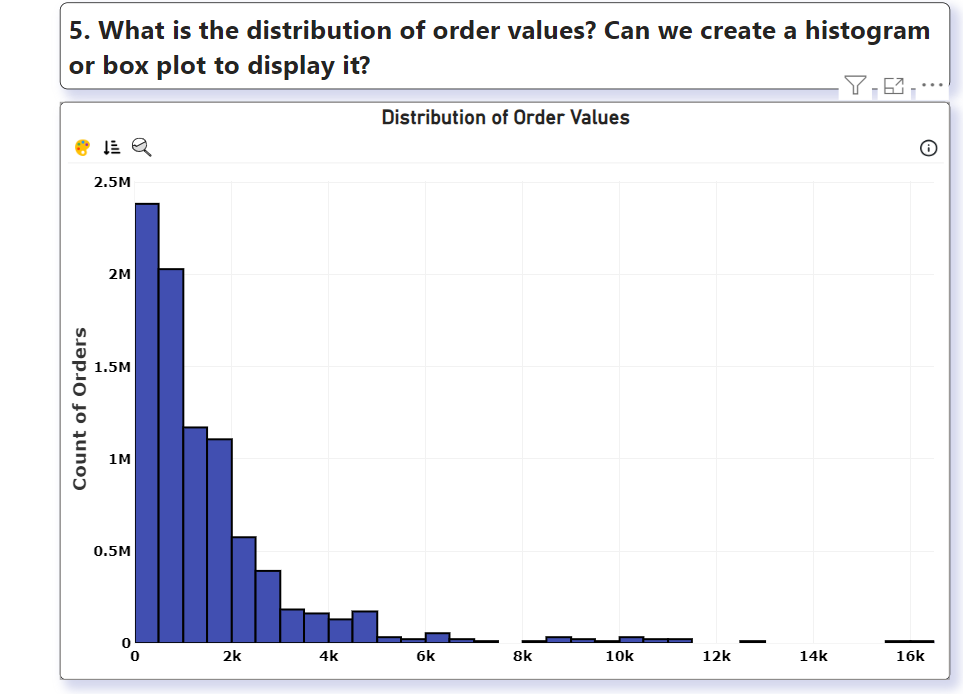 5. What is the distribution of order values? Can we create a histogram
or box plot to display it?
Distribution of Order Values
2.5M
2M
1.5M
1M
0.5M
0
Count of Orders
0 2k 4k 6k 8k 10k 12k 14k 16k